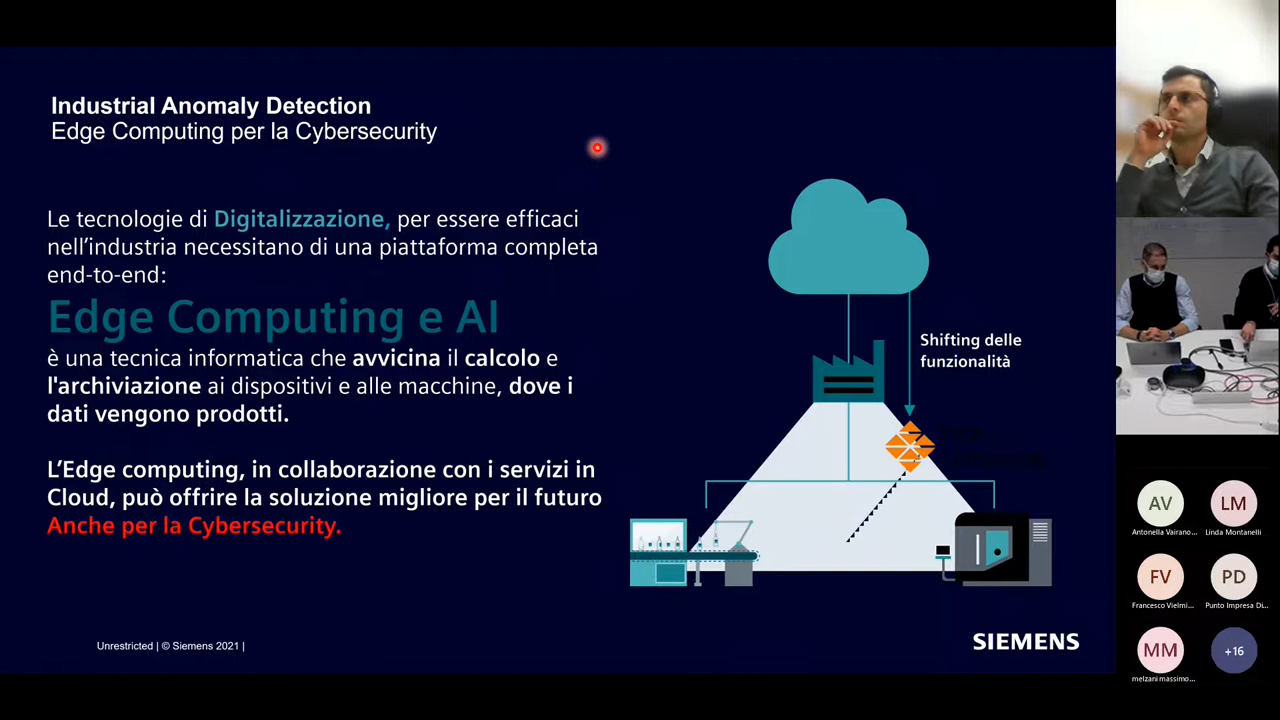 Industrial Anomaly Detection
Edge Computing per la Cybersecurity
Le tecnologie di Digitalizzazione, per essere efficaci
nell'industria necessitano di una piattaforma completa
end-to-end:
Edge Computing e AI
è una tecnica informatica che avvicina il calcolo e
l'archiviazione ai dispositivi e alle macchine, dove i
dati vengono prodotti.
L'Edge computing, in collaborazione con i servizi in
Cloud, può offrire la soluzione migliore per il futuro
Anche per la Cybersecurity.
Shifting delle
funzionalità
Unrestricted | © Siemens 2021 |
SIEMENS
AV
LM
Antonella Vairano...
Linda Montanelli
FV
PD
Francesco Vielmi...
Punto Impresa Di...
MM
+16
melzani massimo...